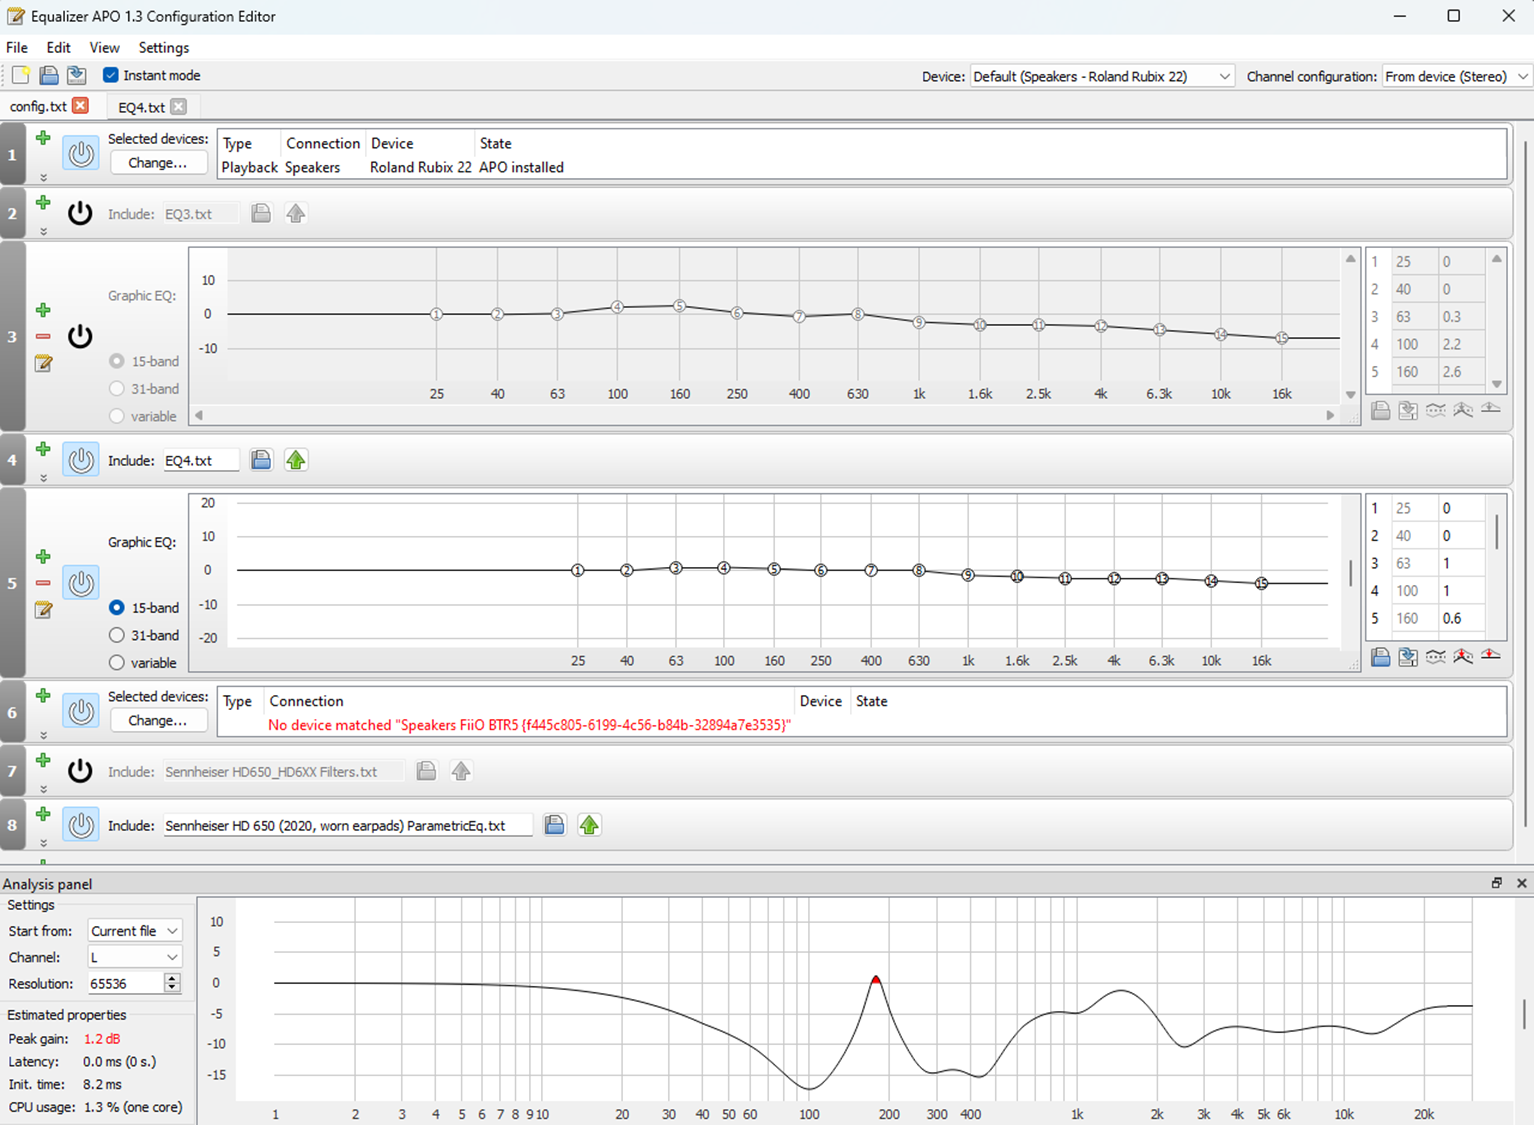 Equalizer APO 1.3 Configuration Editor
File Edit View Settings
Instant mode Device: Default (Speakers - Roland Rubix 22) Channel configuration: From device (Stereo)
config.txt EQ4.txt
1 Selected devices: Change... Type Connection Device State
Playback Speakers Roland Rubix 22 APO installed
2 Include: EQ3.txt
3 Graphic EQ:
15-band
31-band
variable
10
0
-10
1 2 3 4 5 6 7 8 9 10 11 12 13 14 15
25 40 63 100 160 250 400 630 1k 1.6k 2.5k 4k 6.3k 10k 16k
1 25 0
2 40 0
3 63 0.3
4 100 2.2
5 160 2.6
4 Include: EQ4.txt
5 Graphic EQ:
15-band
31-band
variable
20
10
0
-10
-20
1 2 3 4 5 6 7 8 9 10 11 12 13 14 15
25 40 63 100 160 250 400 630 1k 1.6k 2.5k 4k 6.3k 10k 16k
1 25 0
2 40 0
3 63 1
4 100 1
5 160 0.6
6 Selected devices: Change... Type Connection Device State
No device matched "Speakers FiiO BTR5 {f445c805-6199-4c56-b84b-32894a7e3535}"
7 Include: Sennheiser HD650_HD6XX Filters.txt
8 Include: Sennheiser HD 650 (2020, worn earpads) ParametricEq.txt
Analysis panel
Settings
Start from: Current file
Channel: L
Resolution: 65536
Estimated properties
Peak gain: 1.2 dB
Latency: 0.0 ms (0 s.)
Init. time: 8.2 ms
CPU usage: 1.3 % (one core)
10
5
0
-5
-10
-15
1 2 3 4 5 6 7 8 9 10 20 30 40 50 60 100 200 300 400 1k 2k 3k 4k 5k 6k 10k 20k